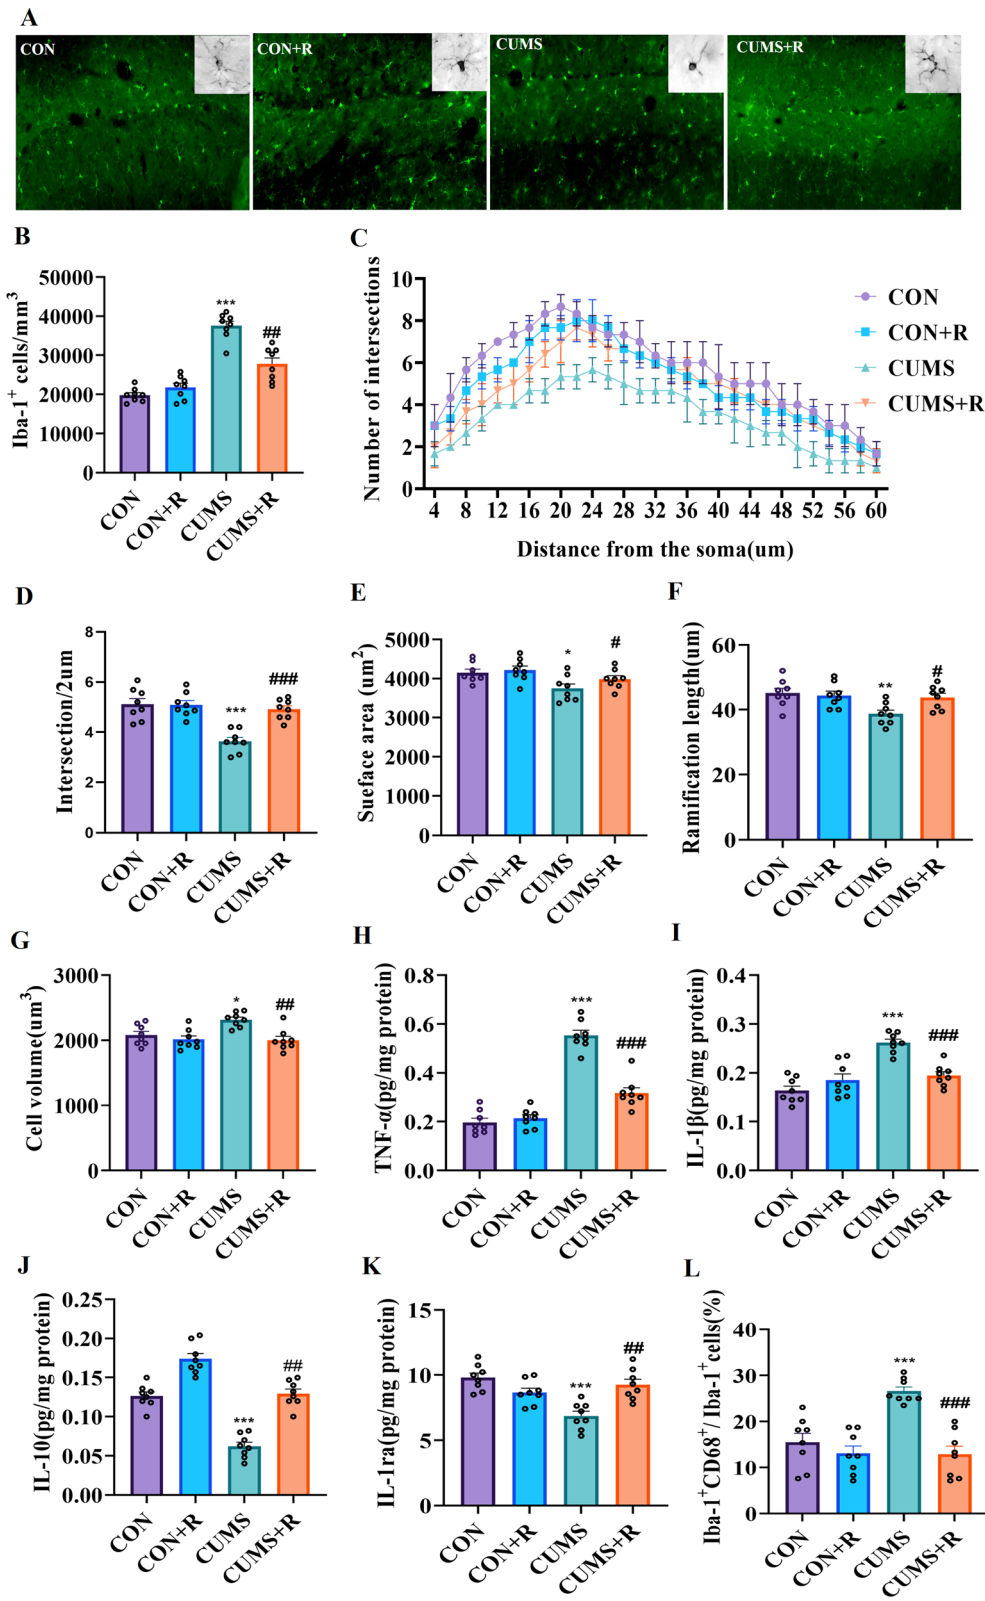 A
CON
CON+R
CUMS
CUMS+R
B
Iba-1+ cells/mm3
50000
40000
30000
20000
10000
0
***
##
CON
CON+R
CUMS
CUMS+R
C
Number of intersections
10
8
6
4
2
0
4 8 12 16 20 24 28 32 36 40 44 48 52 56 60
Distance from the soma(um)
CON
CON+R
CUMS
CUMS+R
D
Intersection/2um
8
6
4
2
0
***
###
CON
CON+R
CUMS
CUMS+R
E
Sueface area (um2)
5000
4000
3000
2000
1000
0
*
#
CON
CON+R
CUMS
CUMS+R
F
Ramification length(um)
60
40
20
0
**
#
CON
CON+R
CUMS
CUMS+R
G
Cell volume(um3)
3000
2000
1000
0
*
##
CON
CON+R
CUMS
CUMS+R
H
TNF-α(pg/mg protein)
0.8
0.6
0.4
0.2
0.0
***
###
CON
CON+R
CUMS
CUMS+R
I
IL-1β(pg/mg protein)
0.4
0.3
0.2
0.1
0.0
***
###
CON
CON+R
CUMS
CUMS+R
J
IL-10(pg/mg protein)
0.25
0.20
0.15
0.10
0.05
0.00
***
##
CON
CON+R
CUMS
CUMS+R
K
IL-1ra(pg/mg protein)
15
10
5
0
***
##
CON
CON+R
CUMS
CUMS+R
L
Iba-1+CD68+/ Iba-1+cells(%)
40
30
20
10
0
***
###
CON
CON+R
CUMS
CUMS+R